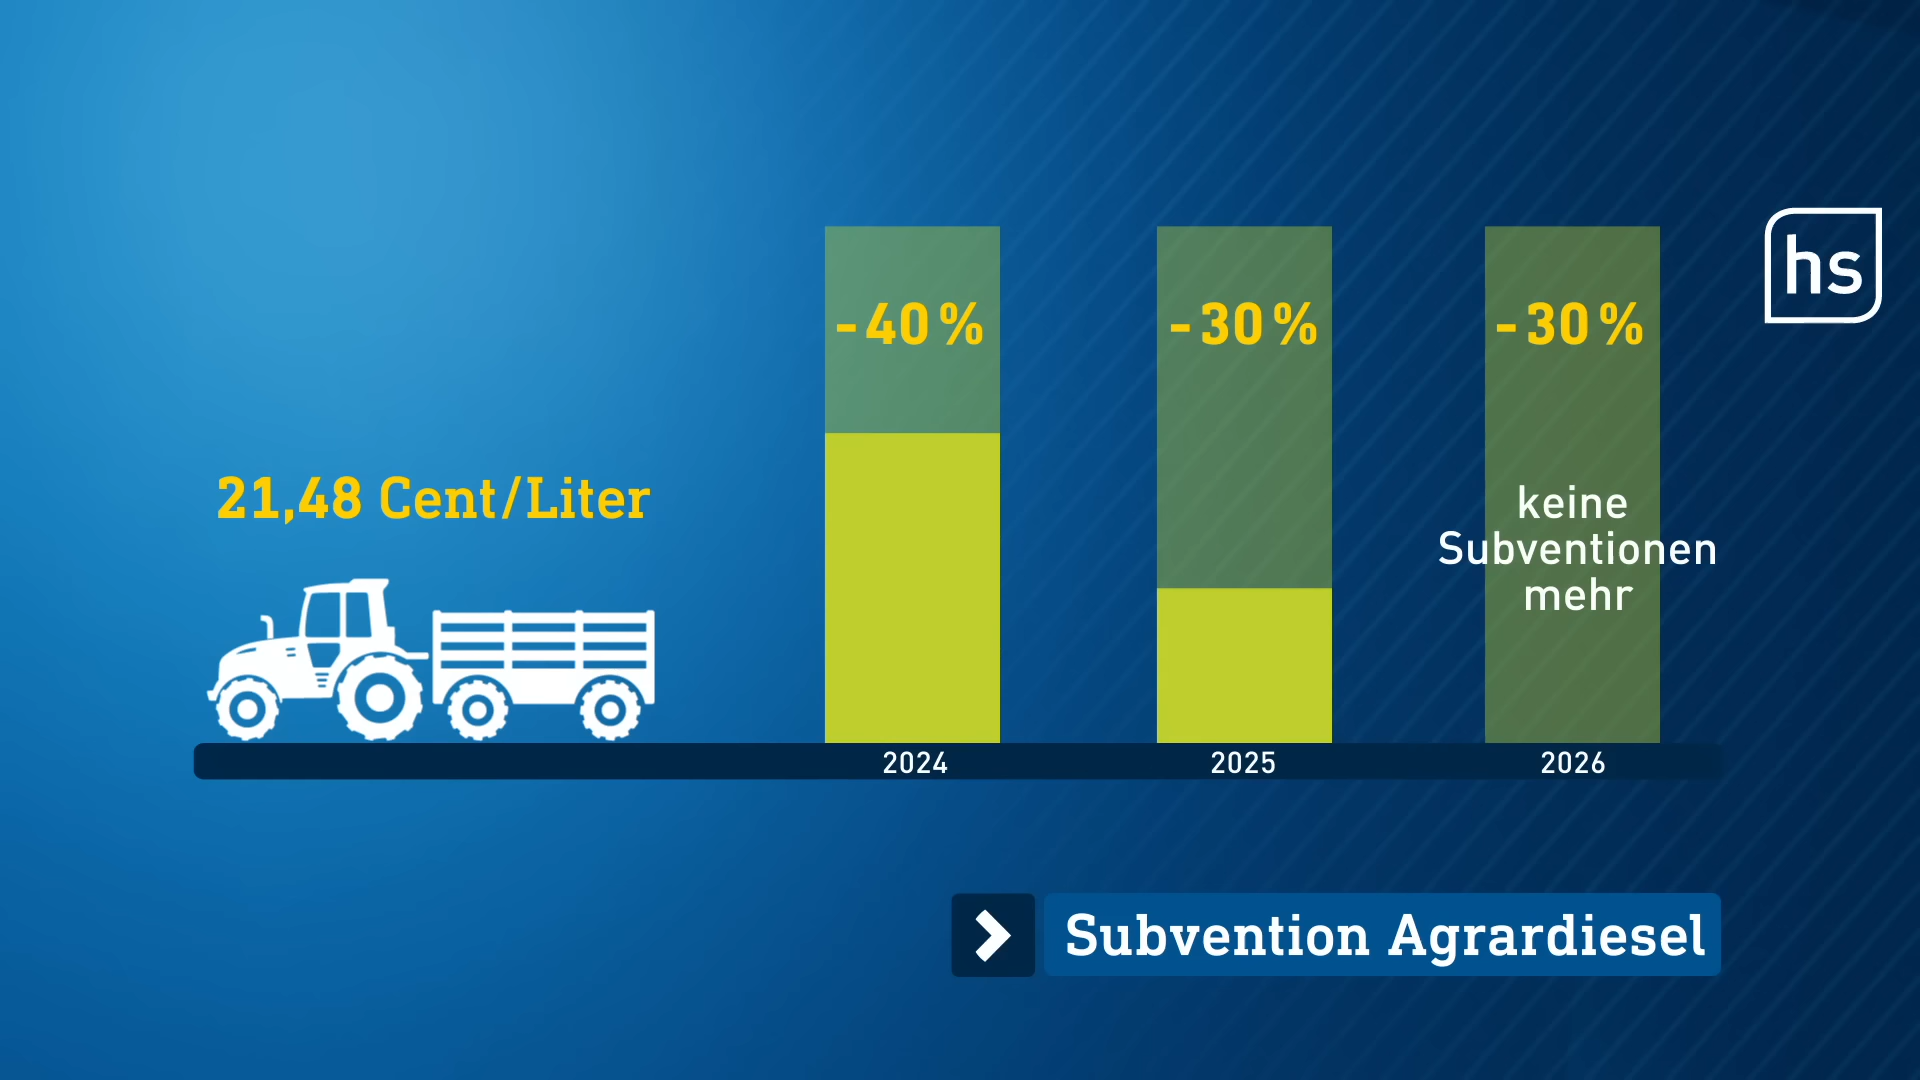 hs
-40%
-30%
-30%
21,48 Cent/Liter
keine
Subventionen
mehr
2024
2025
2026
Subvention Agrardiesel